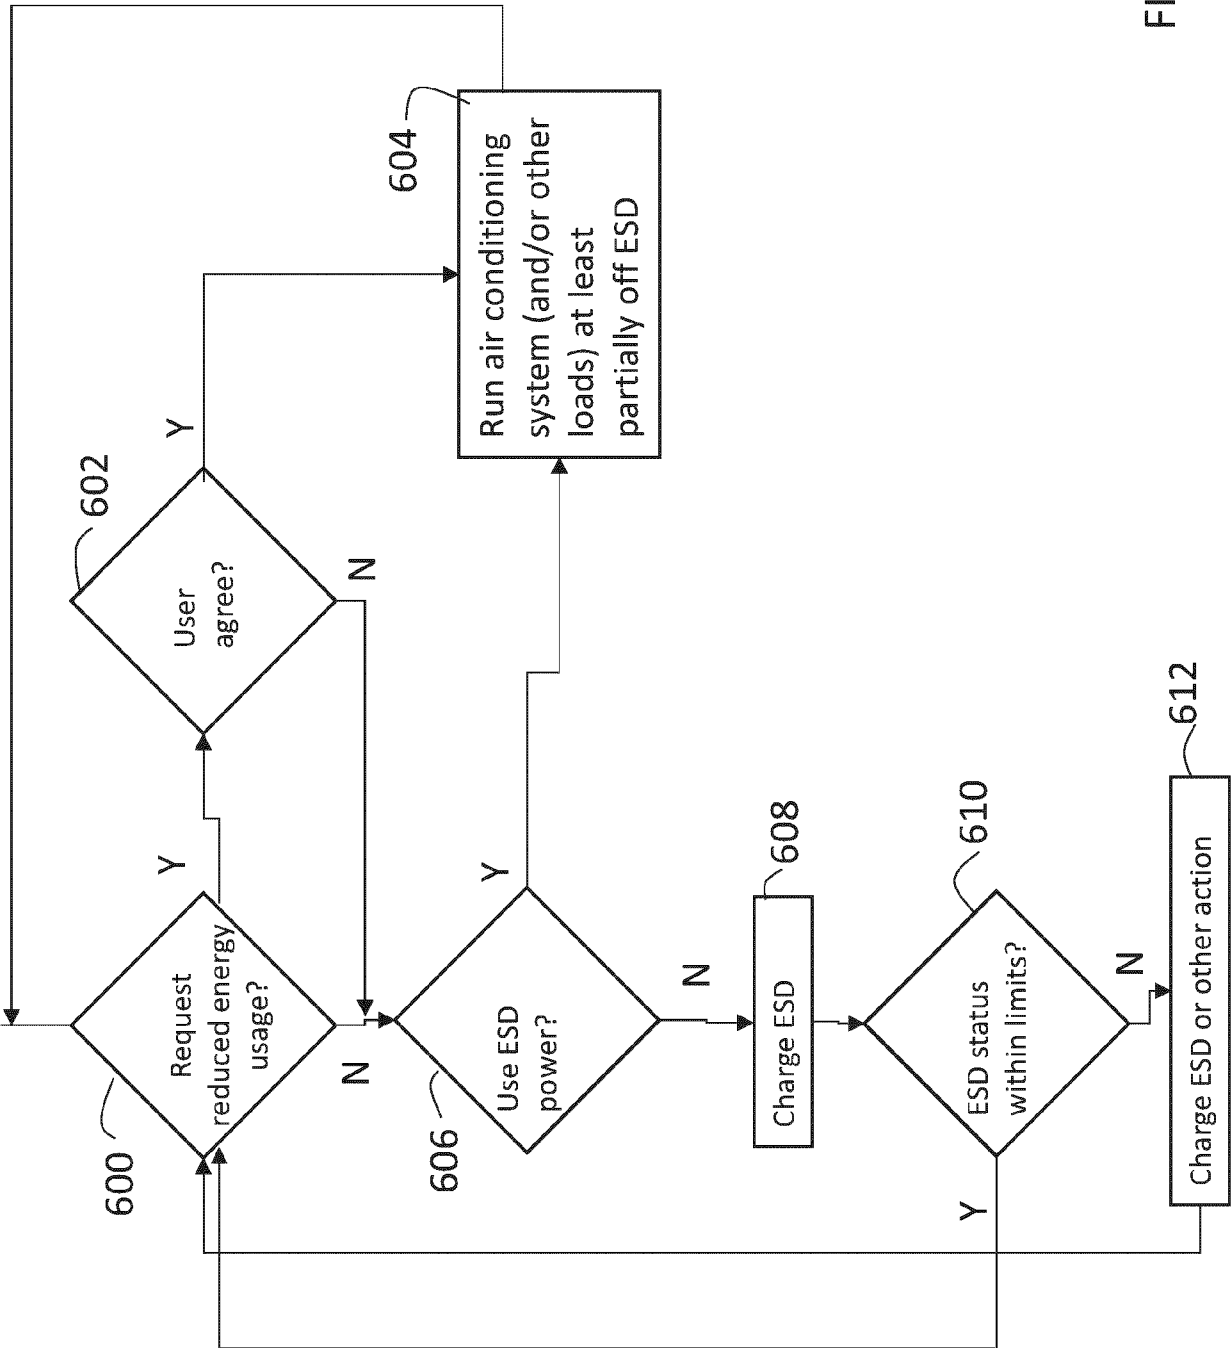 Request
reduced energy
usage?
600
Y
N
User
agree?
602
Y
N
Run air conditioning
system (and/or other
loads) at least
partially off ESD
604
Use ESD
power?
606
Y
N
Charge ESD
608
ESD status
within limits?
610
Y
N
Charge ESD or other action
612